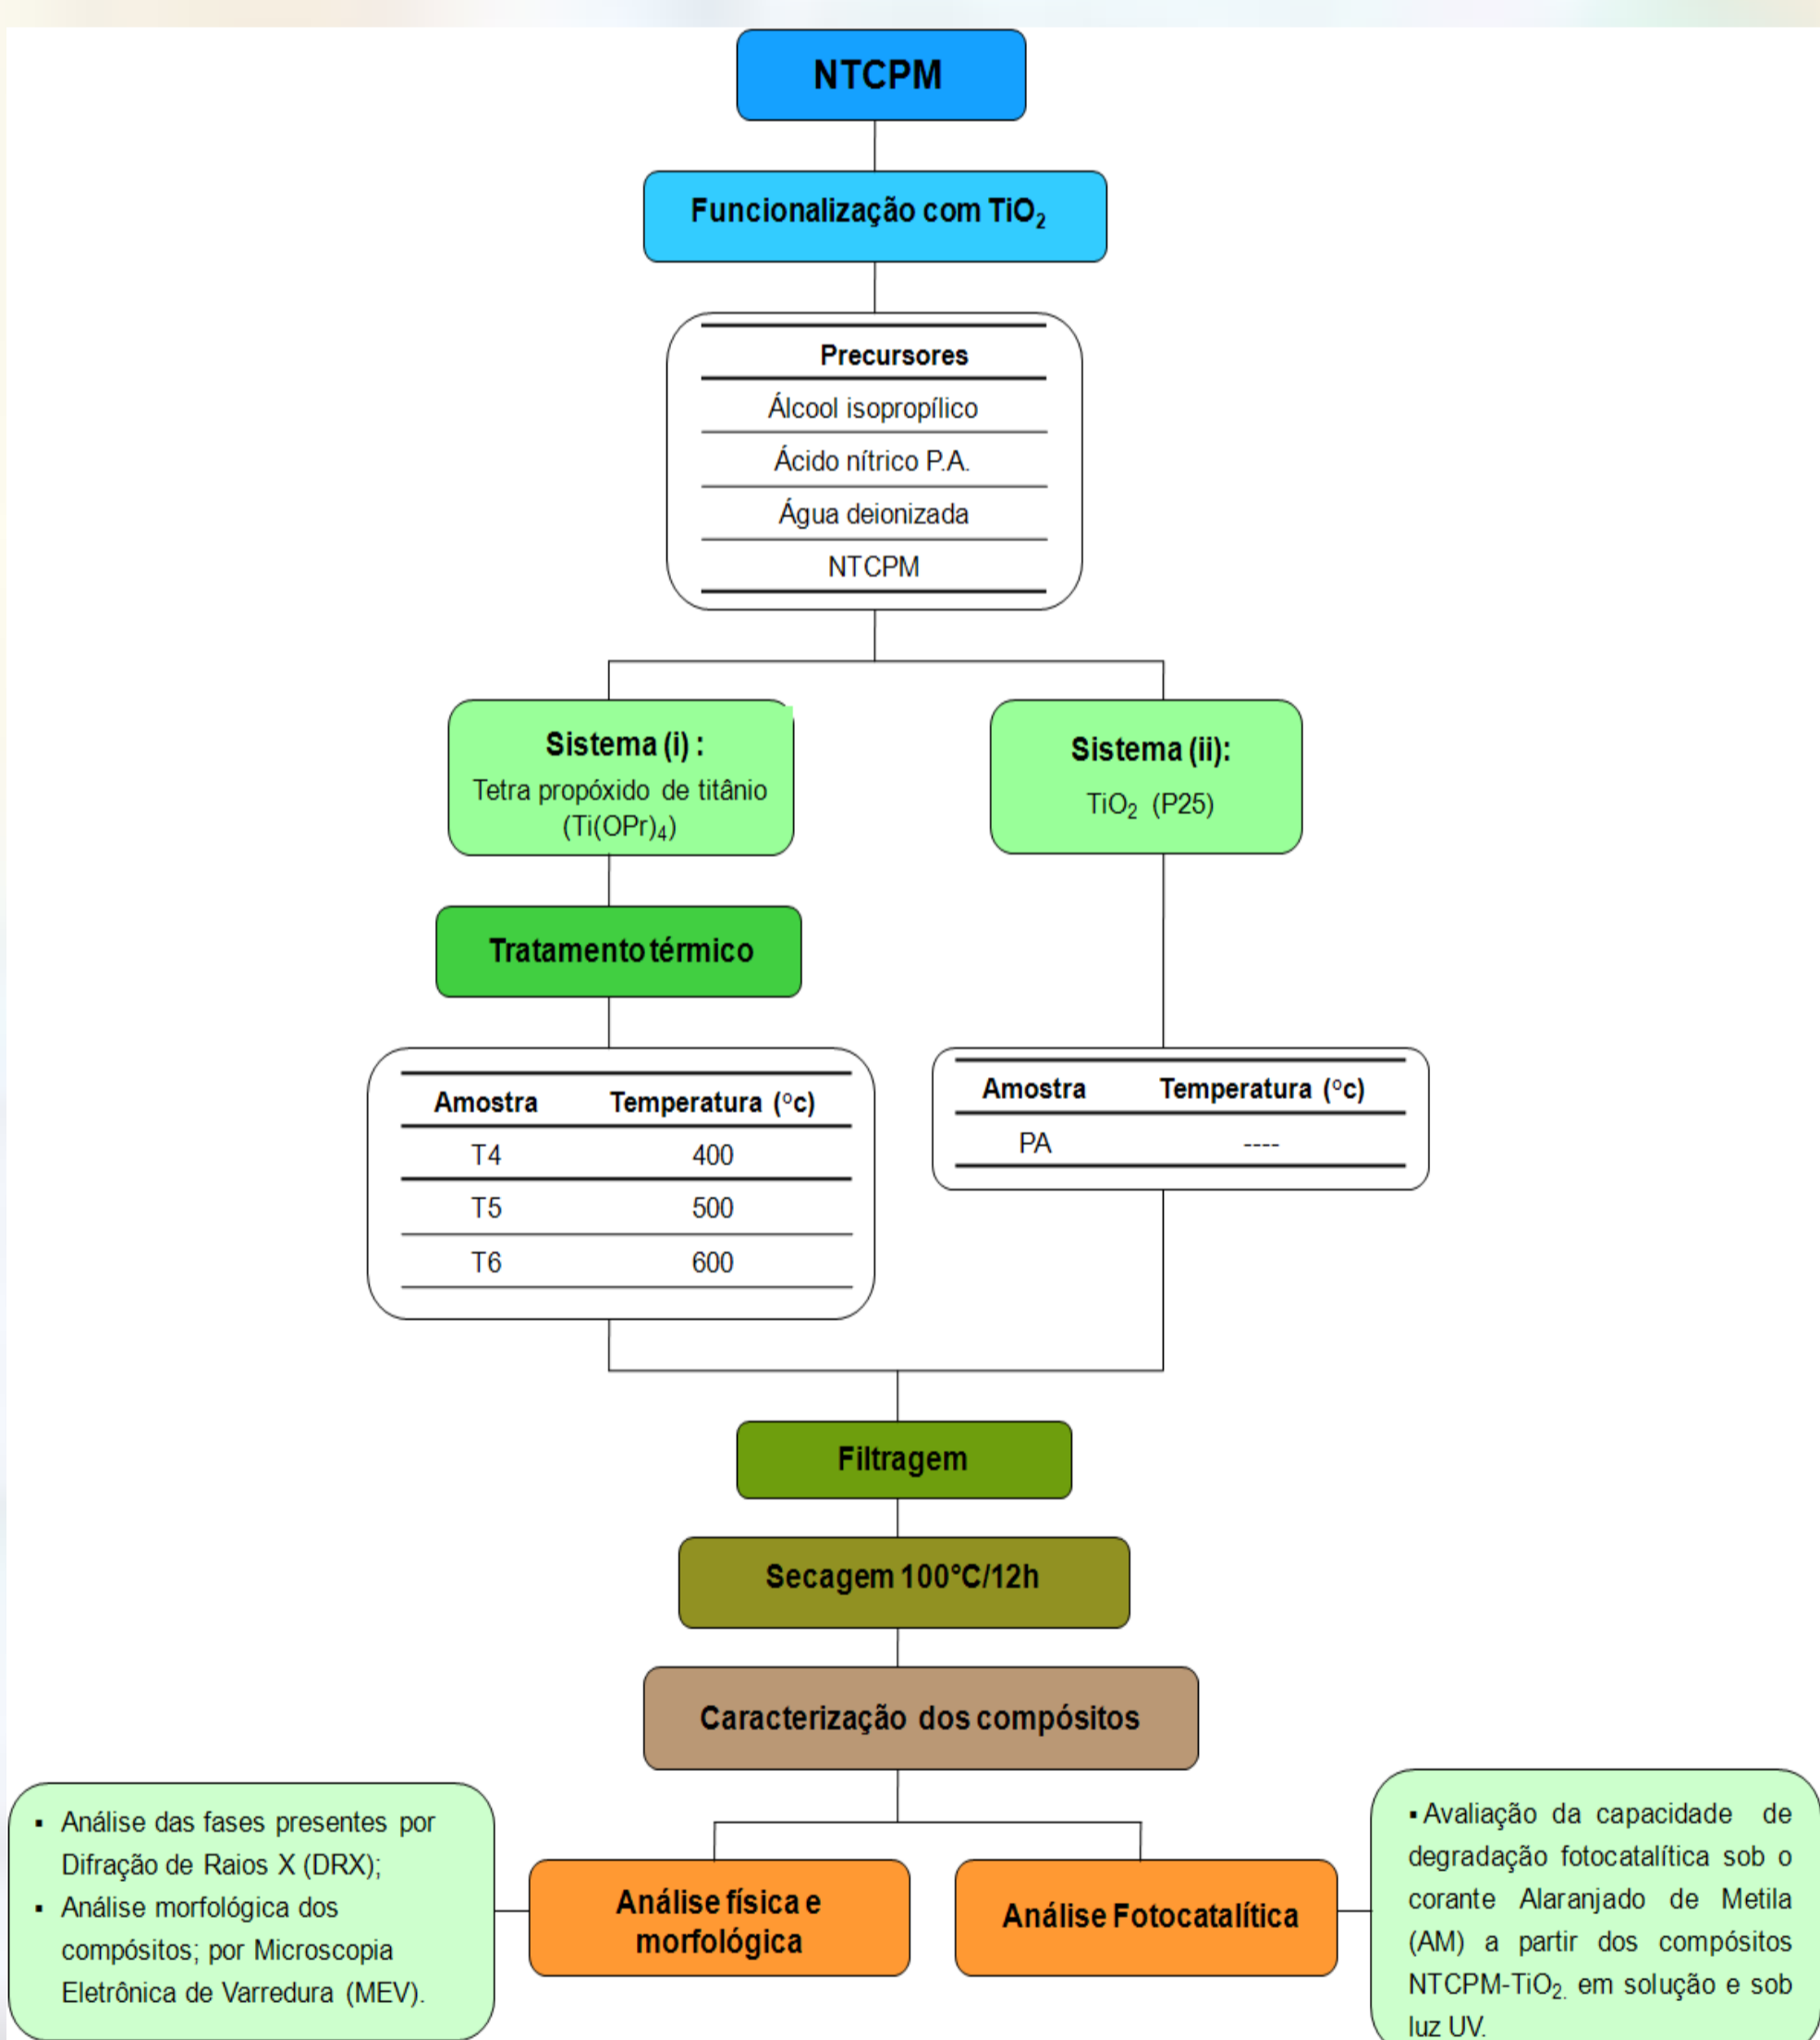 NTCPM
Funcionalização com TiO₂
Precursores
Álcool isopropílico
Ácido nítrico P.A.
Água deionizada
NTCPM
Sistema (i) :
Tetra propóxido de titânio
(Ti(OPr)₄)
Sistema (ii):
TiO₂ (P25)
Tratamento térmico
Amostra Temperatura (°c)
T4 400
T5 500
T6 600
Amostra Temperatura (°c)
PA ----
Filtragem
Secagem 100°C/12h
Caracterização dos compósitos
▪ Análise das fases presentes por
Difração de Raios X (DRX);
▪ Análise morfológica dos
compósitos; por Microscopia
Eletrônica de Varredura (MEV).
Análise física e
morfológica
Análise Fotocatalítica
▪ Avaliação da capacidade de
degradação fotocatalítica sob o
corante Alaranjado de Metila
(AM) a partir dos compósitos
NTCPM-TiO₂. em solução e sob
luz UV.